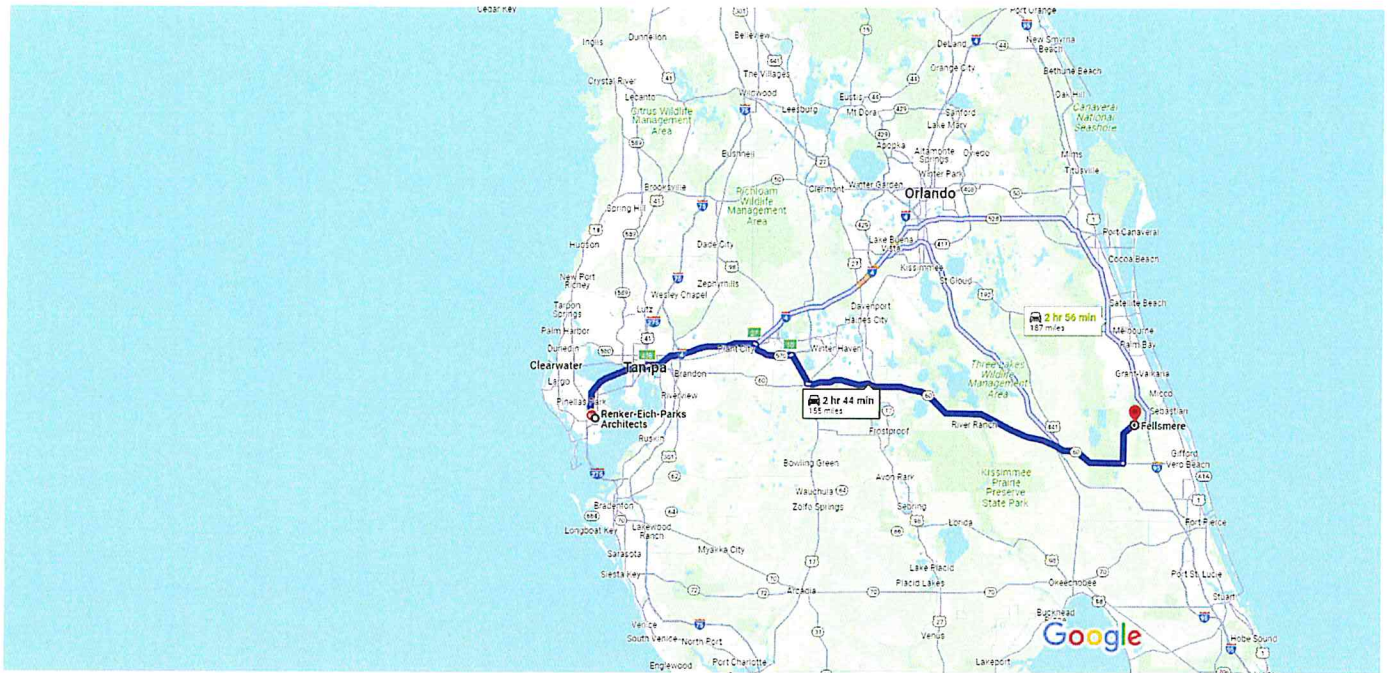 Cedar Key
Port Orange
Inglis
Dunnellon
Belleview
DeLand
New Smyrna
Beach
Orange City
Bethune Beach
Crystal River
The Villages
Wildwood
Lecanto
Leesburg
Eustis
Mt Dora
Sanford
Oak Hill
Citrus Wildlife
Management
Area
Lake Mary
Canaveral
National
Seashore
Apopka
Altamonte
Springs
Oviedo
Bushnell
Mims
Titusville
Brooksville
Clermont
Winter Garden
Winter Park
Richloam
Wildlife
Management
Area
Orlando
Spring Hill
Hudson
Dade City
Lake Buena
Vista
Port Canaveral
Cocoa Beach
New Port
Richey
Zephyrhills
Kissimmee
St Cloud
Wesley Chapel
Tarpon
Springs
Lutz
Davenport
Satellite Beach
2 hr 56 min
187 miles
Haines City
Melbourne
Palm Bay
Palm Harbor
Dunedin
Plant City
Winter Haven
Clearwater
Tampa
Brandon
Three Lakes
Wildlife
Management
Area
Grant-Valkaria
Largo
Micco
Riverview
Pinellas Park
2 hr 44 min
155 miles
Sebastian
Renker-Eich-Parks
Architects
Fellsmere
River Ranch
Frostproof
Ruskin
Gifford
Vero Beach
Bowling Green
Avon Park
Kissimmee
Prairie
Preserve
State Park
Wauchula
Zolfo Springs
Sebring
Bradenton
Lorida
Fort Pierce
Longboat Key
Lakewood
Ranch
Myakka City
Sarasota
Lake Placid
Siesta Key
Placid Lakes
Okeechobee
Port St. Lucie
Arcadia
Stuart
Venice
Buckhead
South Venice
North Port
Venus
Google
Hobe Sound
Englewood
Port Charlotte
Lakeport